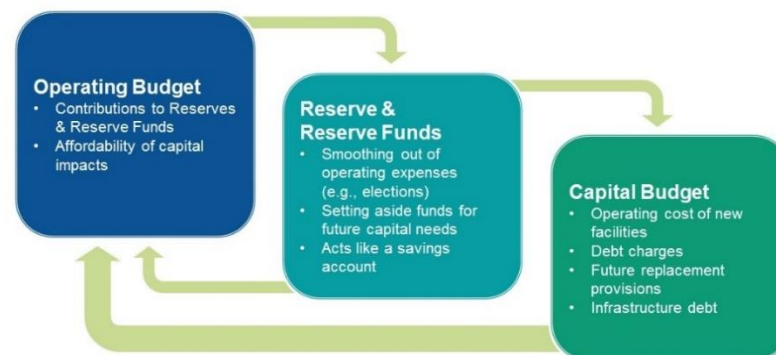 Operating Budget
• Contributions to Reserves
& Reserve Funds
• Affordability of capital
impacts
Reserve &
Reserve Funds
• Smoothing out of
operating expenses
(e.g., elections)
• Setting aside funds for
future capital needs
• Acts like a savings
account
Capital Budget
• Operating cost of new
facilities
• Debt charges
• Future replacement
provisions
• Infrastructure debt